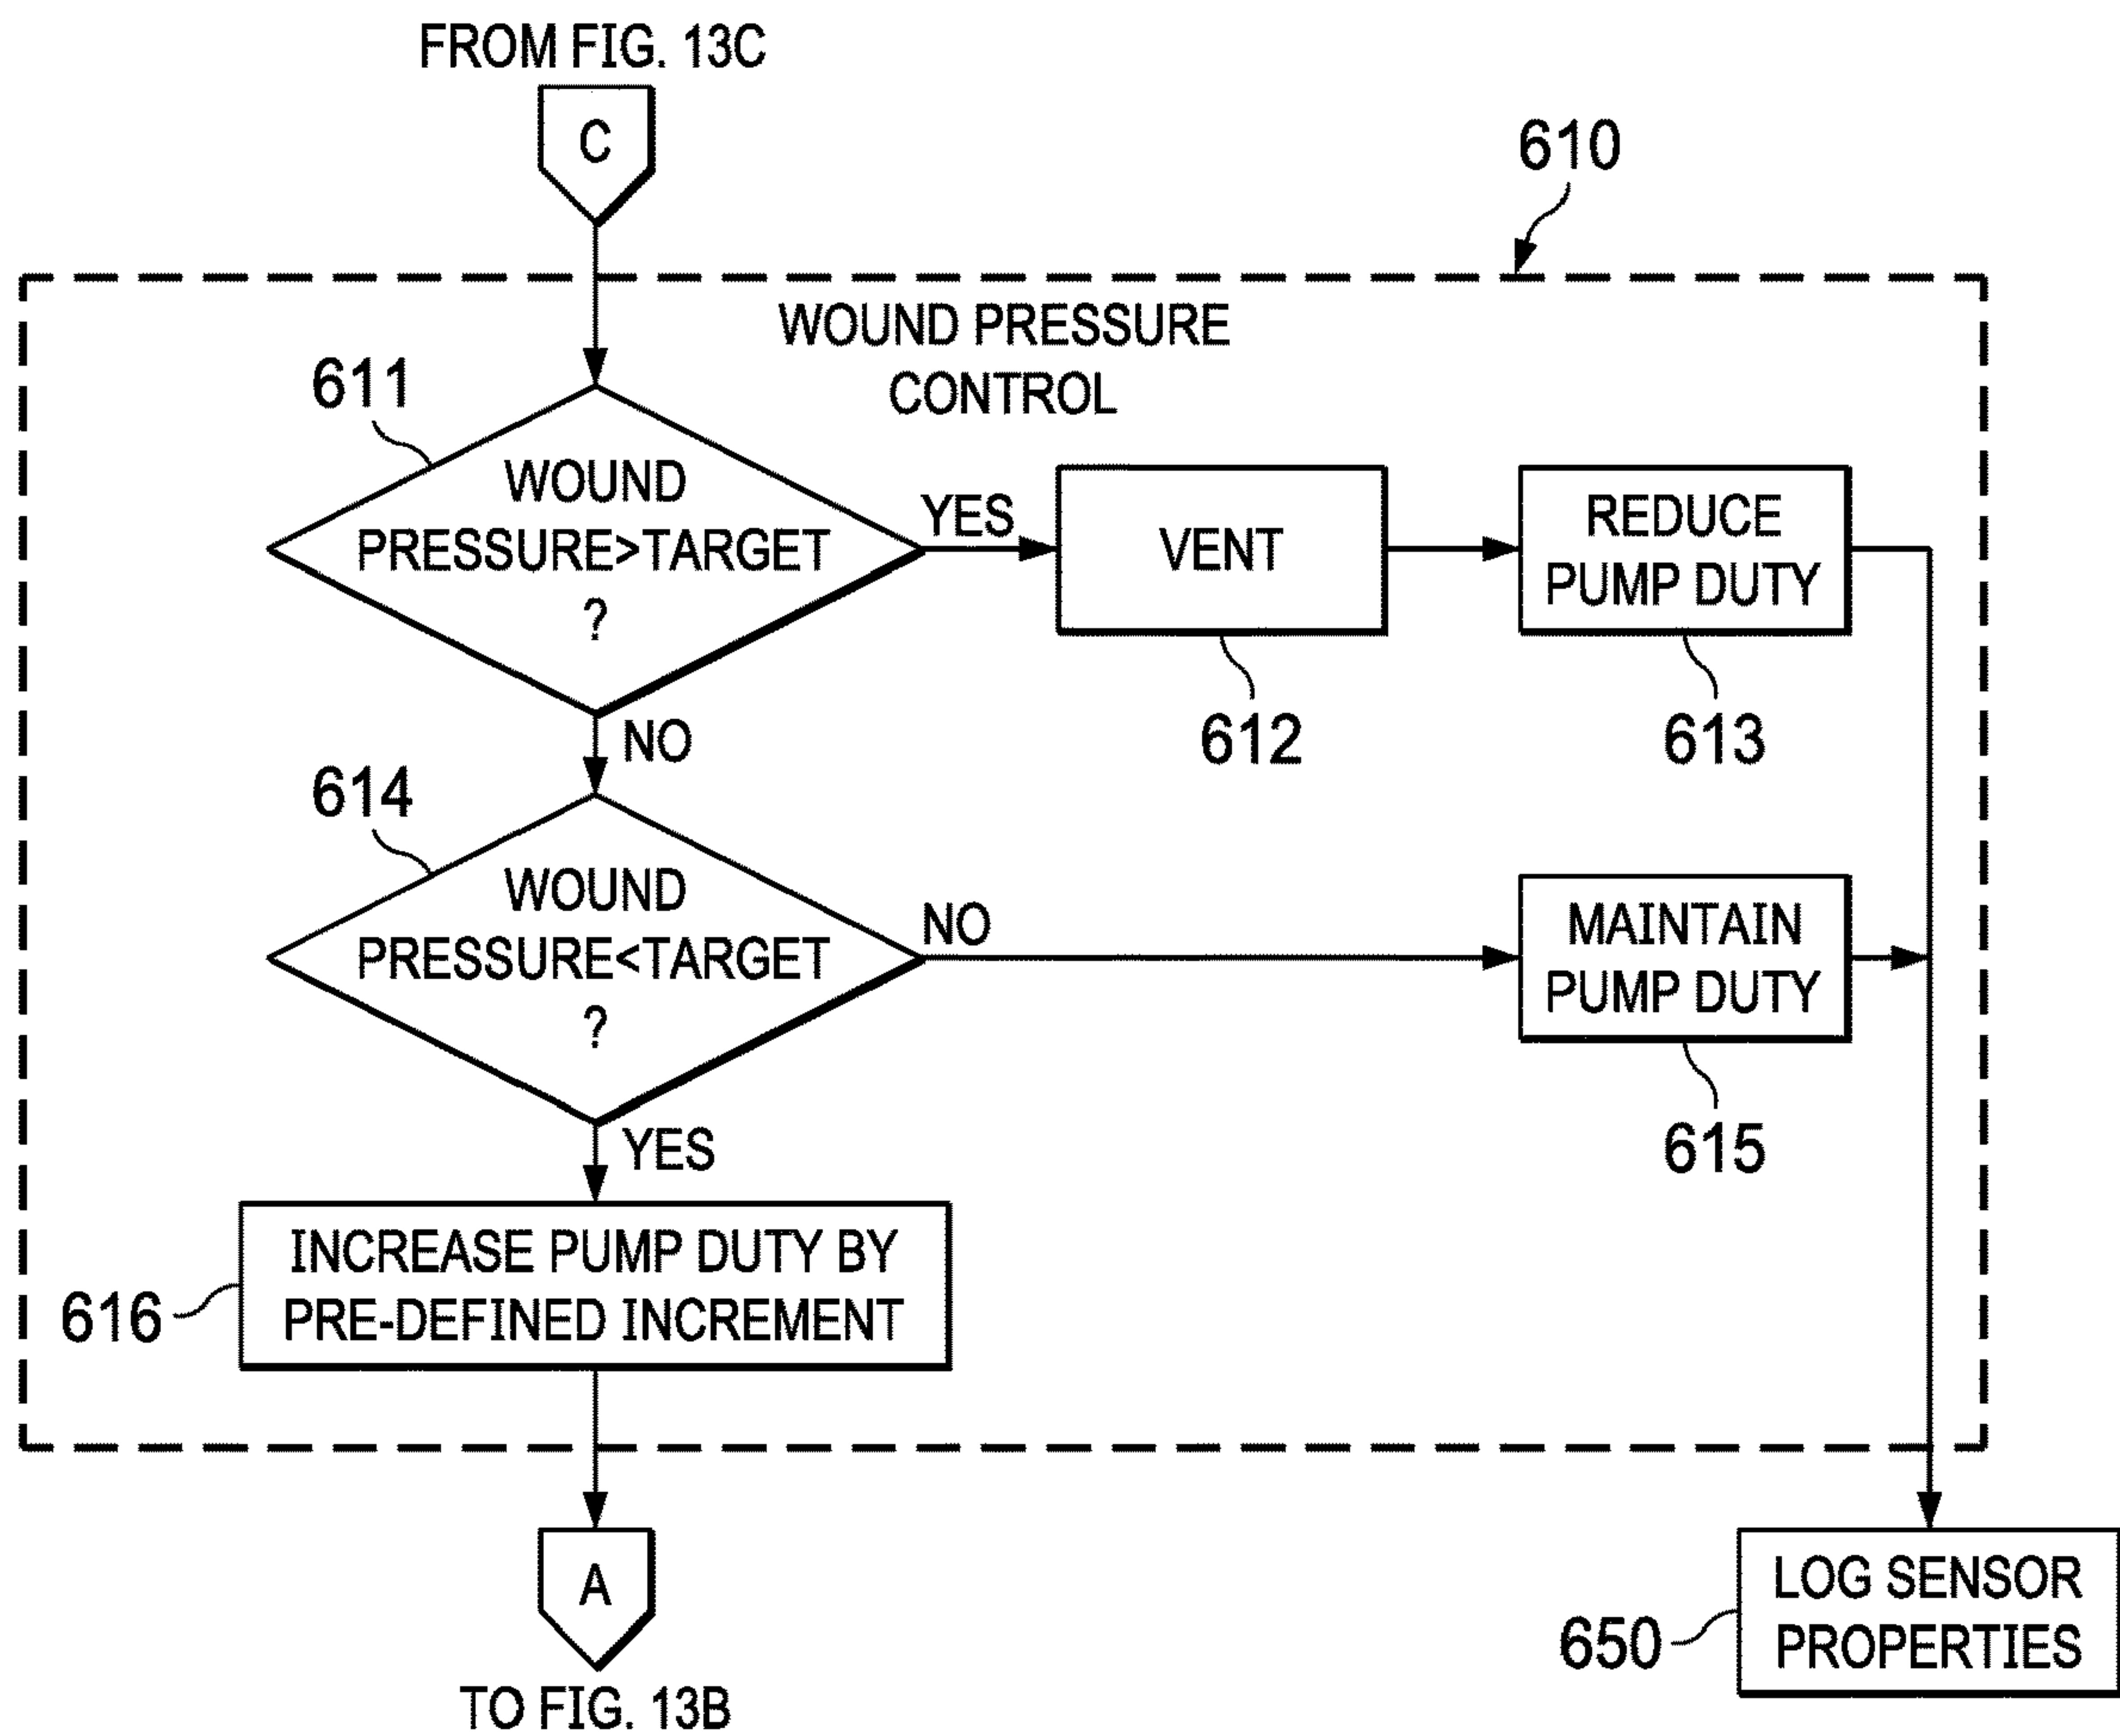 FROM FIG. 13C
C
610
WOUND PRESSURE
CONTROL
611
WOUND
PRESSURE>TARGET
?
YES
VENT
REDUCE
PUMP DUTY
612
613
NO
614
WOUND
PRESSURE<TARGET
?
NO
MAINTAIN
PUMP DUTY
615
YES
INCREASE PUMP DUTY BY
PRE-DEFINED INCREMENT
616
A
TO FIG. 13B
LOG SENSOR
PROPERTIES
650